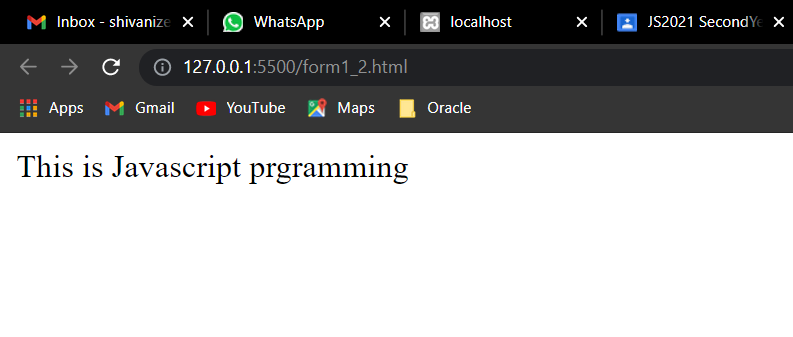 Inbox - shivanize WhatsApp localhost JS2021 SecondYe
127.0.0.1:5500/form1_2.html
Apps Gmail YouTube Maps Oracle
This is Javascript prgramming